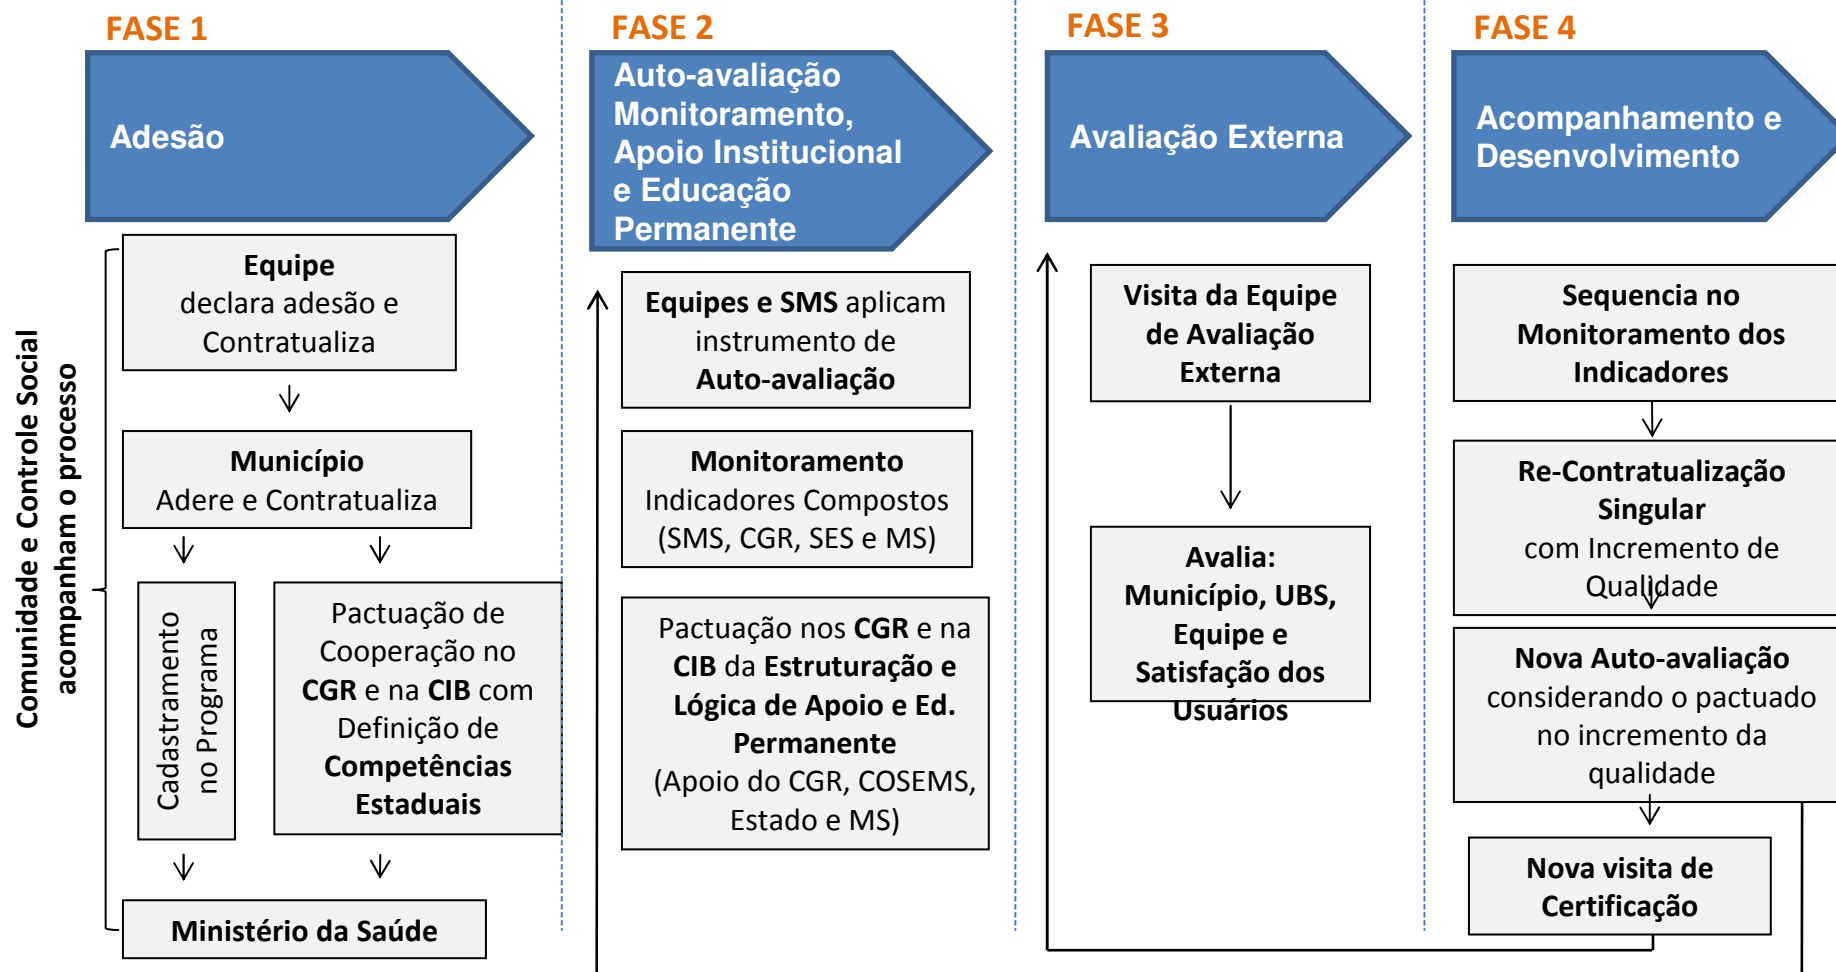 FASE 1
Adesão
Comunidade e Controle Social
acompanham o processo
Equipe
declara adesão e
Contratualiza
Município
Adere e Contratualiza
Cadastramento
no Programa
Pactuação de
Cooperação no
CGR e na CIB com
Definição de
Competências
Estaduais
Ministério da Saúde
FASE 2
Auto-avaliação
Monitoramento,
Apoio Institucional
e Educação
Permanente
Equipes e SMS aplicam
instrumento de
Auto-avaliação
Monitoramento
Indicadores Compostos
(SMS, CGR, SES e MS)
Pactuação nos CGR e na
CIB da Estruturação e
Lógica de Apoio e Ed.
Permanente
(Apoio do CGR, COSEMS,
Estado e MS)
FASE 3
Avaliação Externa
Visita da Equipe
de Avaliação
Externa
Avalia:
Município, UBS,
Equipe e
Satisfação dos
Usuários
FASE 4
Acompanhamento e
Desenvolvimento
Sequencia no
Monitoramento dos
Indicadores
Re-Contratualização
Singular
com Incremento de
Qualidade
Nova Auto-avaliação
considerando o pactuado
no incremento da
qualidade
Nova visita de
Certificação